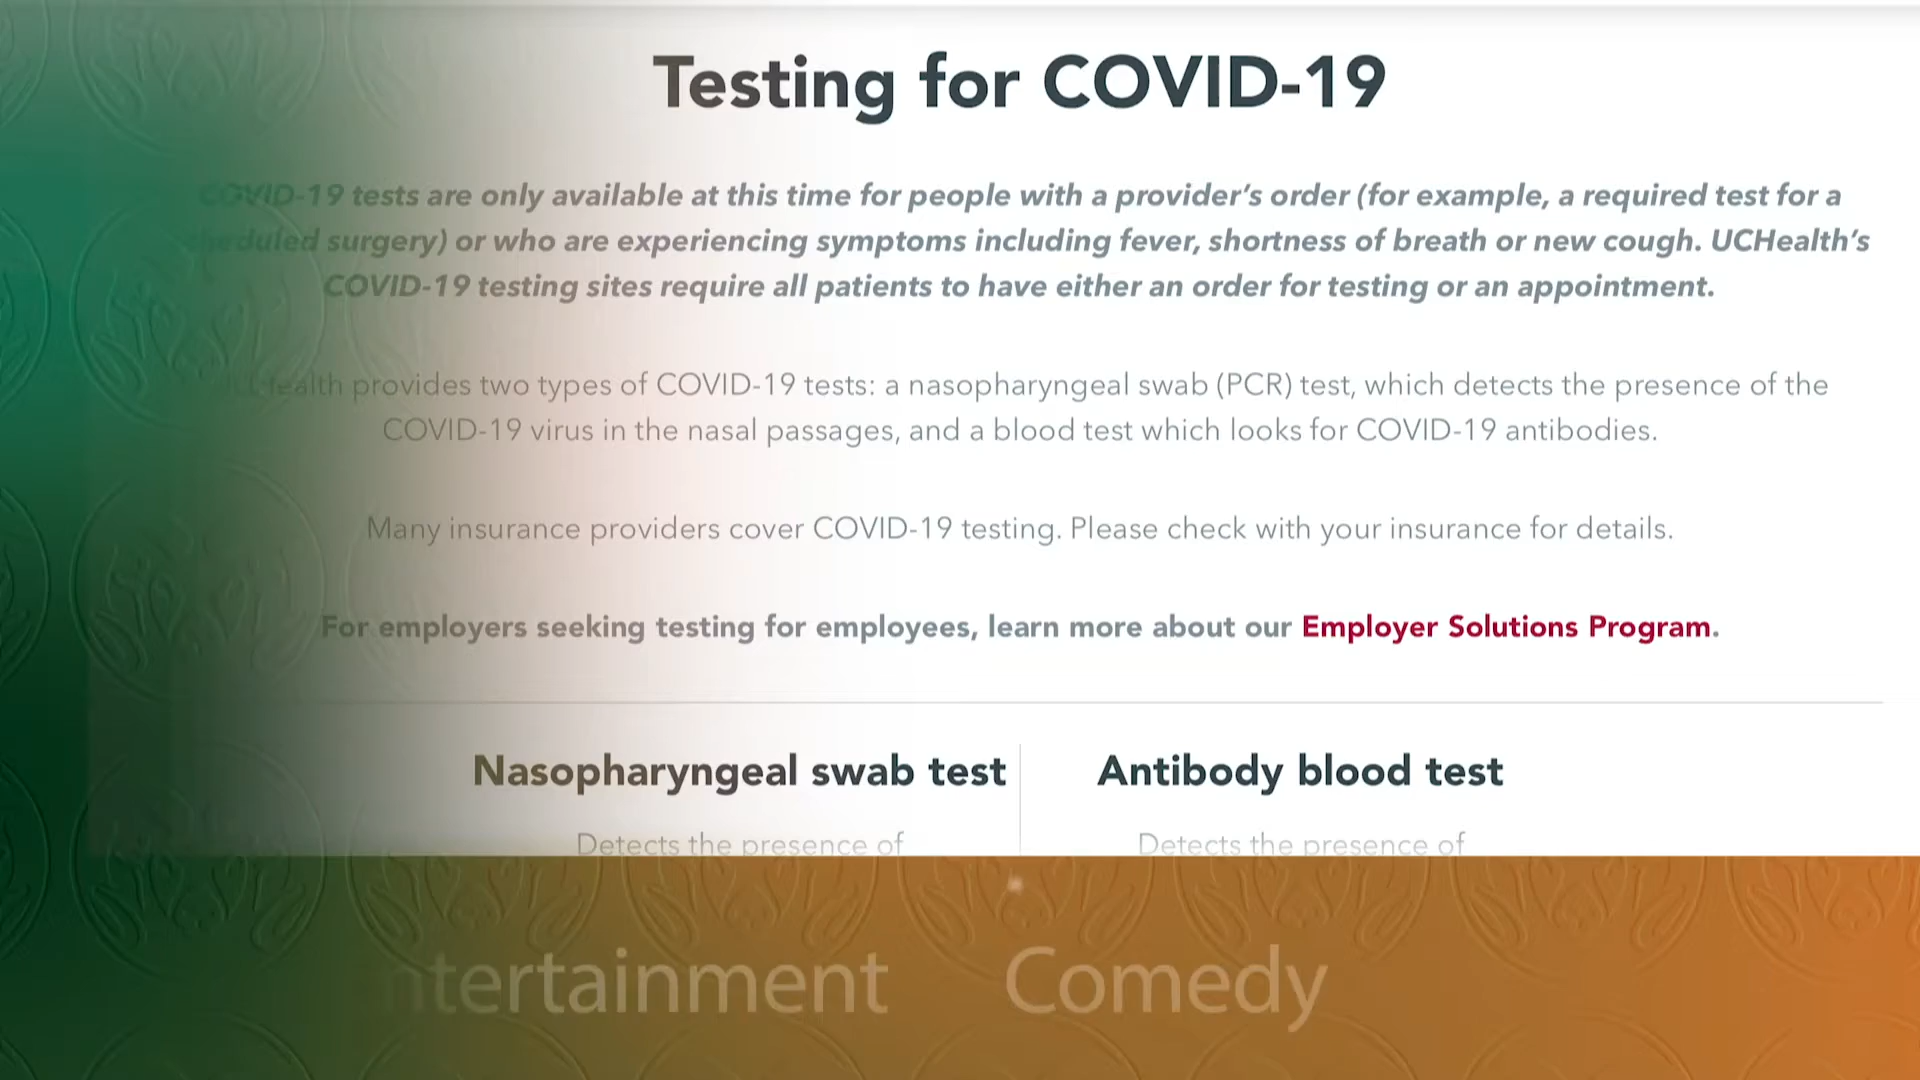 Testing for COVID-19
COVID-19 tests are only available at this time for people with a provider's order (for example, a required test for a
scheduled surgery) or who are experiencing symptoms including fever, shortness of breath or new cough. UCHealth's
COVID-19 testing sites require all patients to have either an order for testing or an appointment.
Health provides two types of COVID-19 tests: a nasopharyngeal swab (PCR) test, which detects the presence of the
COVID-19 virus in the nasal passages, and a blood test which looks for COVID-19 antibodies.
Many insurance providers cover COVID-19 testing. Please check with your insurance for details.
For employers seeking testing for employees, learn more about our Employer Solutions Program.
Nasopharyngeal swab test
Antibody blood test
Detects the presence of
Detects the presence of
ntertainment Comedy